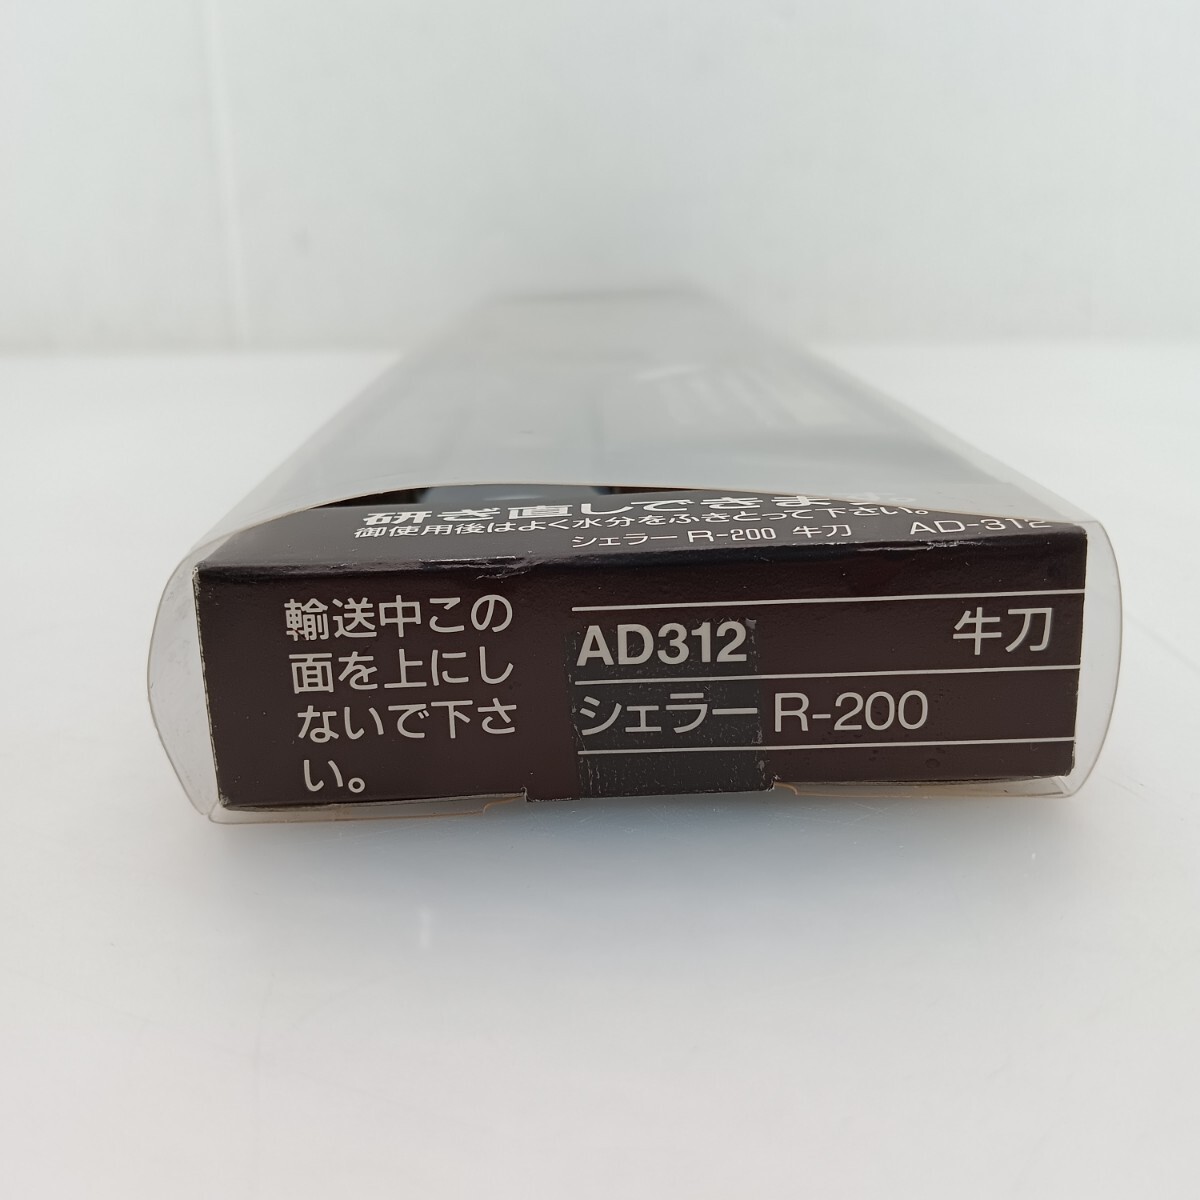 研ぎ直しできます
御使用後はよく水分をふきとって下さい。
シェラー R-200 牛刀 AD-312
輸送中この
面を上にし
ないで下さ
い。
AD312 牛刀
シェラー R-200